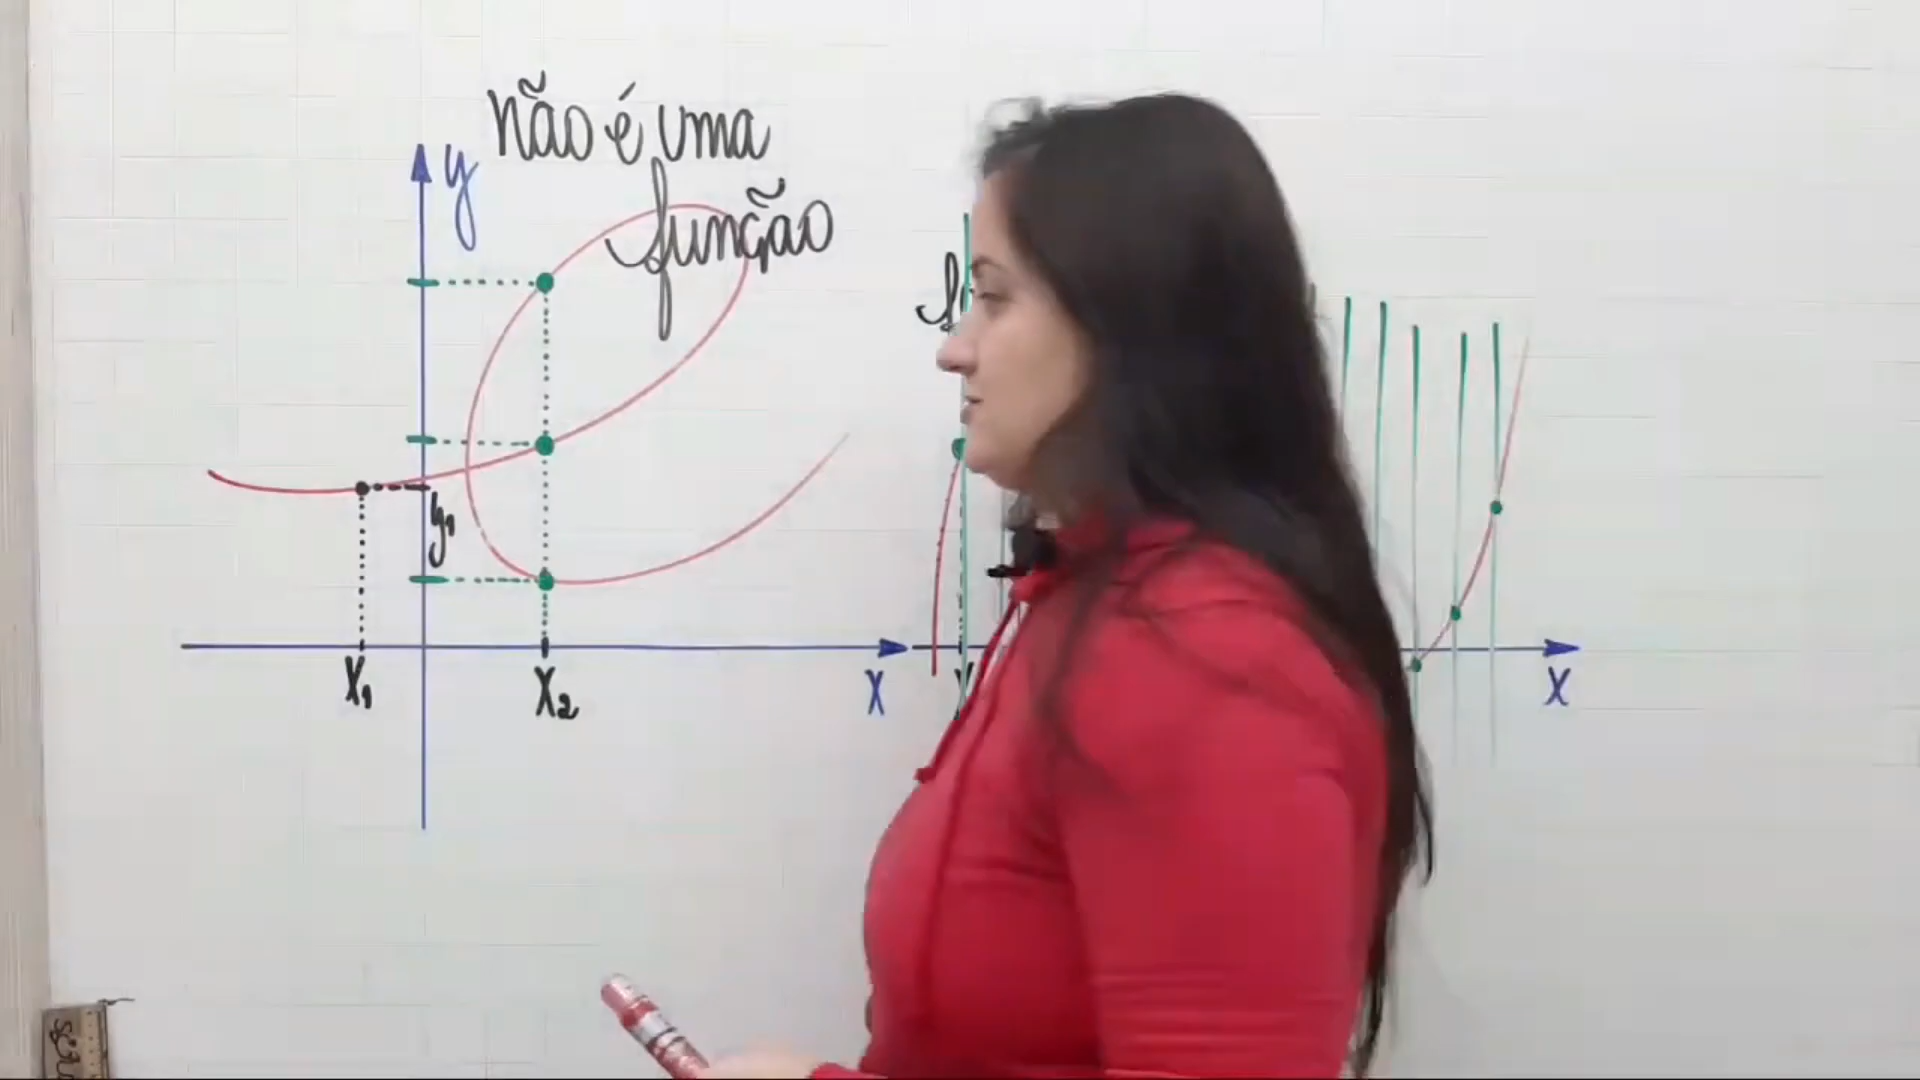 não é uma
função
y
y₁
x₁
x₂
x
x